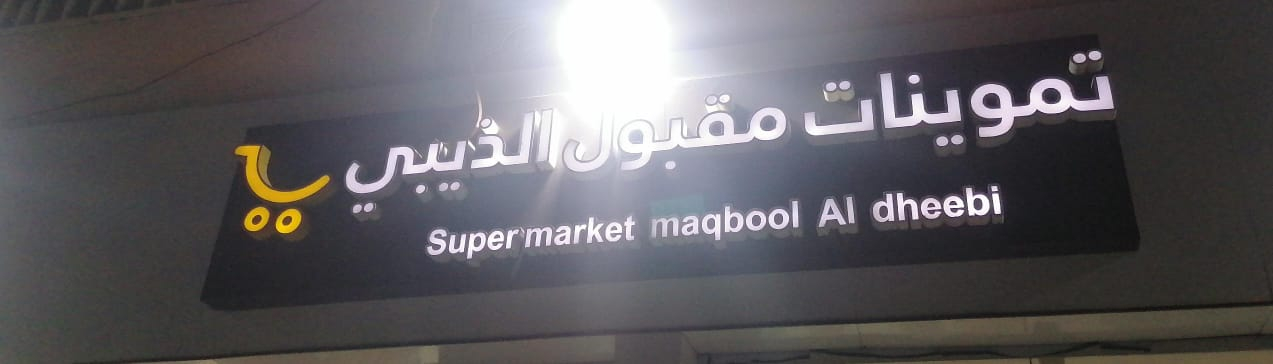 تموينات مقبول الذيبي
Super market maqbool Al dheebi